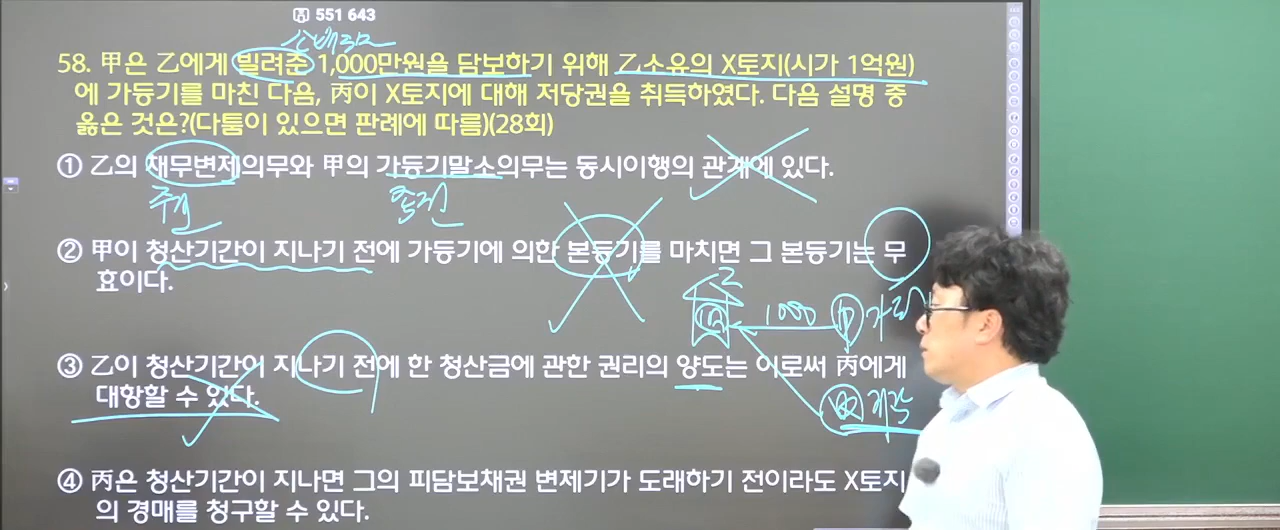 551 643
소비대차
58. 甲은 乙에게 빌려준 1,000만원을 담보하기 위해 乙소유의 X토지(시가 1억원)
에 가등기를 마친 다음, 丙이 X토지에 대해 저당권을 취득하였다. 다음 설명 중
옳은 것은?(다툼이 있으면 판례에 따름)(28회)
① 乙의 채무변제의무와 甲의 가등기말소의무는 동시이행의 관계에 있다.
② 甲이 청산기간이 지나기 전에 가등기에 의한 본등기를 마치면 그 본등기는 무
효이다.
1000 甲
③ 乙이 청산기간이 지나기 전에 한 청산금에 관한 권리의 양도는 이로써 丙에게
대항할 수 있다.
④ 丙은 청산기간이 지나면 그의 피담보채권 변제기가 도래하기 전이라도 X토지
의 경매를 청구할 수 있다.